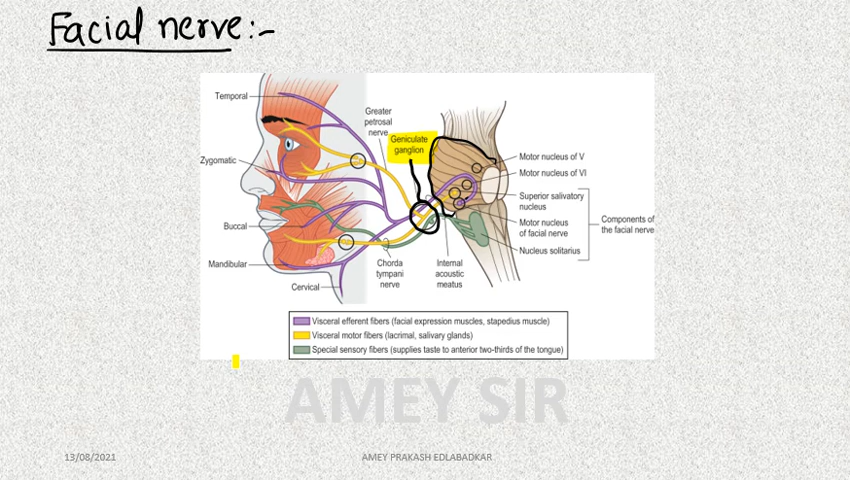 Facial nerve:-
Temporal
Greater
petrosal
nerve
Geniculate
ganglion
Zygomatic
Motor nucleus of V
Motor nucleus of VI
Superior salivatory
nucleus
Motor nucleus
of facial nerve
Nucleus solitarius
Components of
the facial nerve
Buccal
Mandibular
Cervical
Chorda
tympani
nerve
Internal
acoustic
meatus
Visceral efferent fibers (facial expression muscles, stapedius muscle)
Visceral motor fibers (lacrimal, salivary glands)
Special sensory fibers (supplies taste to anterior two-thirds of the tongue)
AMEY SIR
13/08/2021
AMEY PRAKASH EDLABADKAR